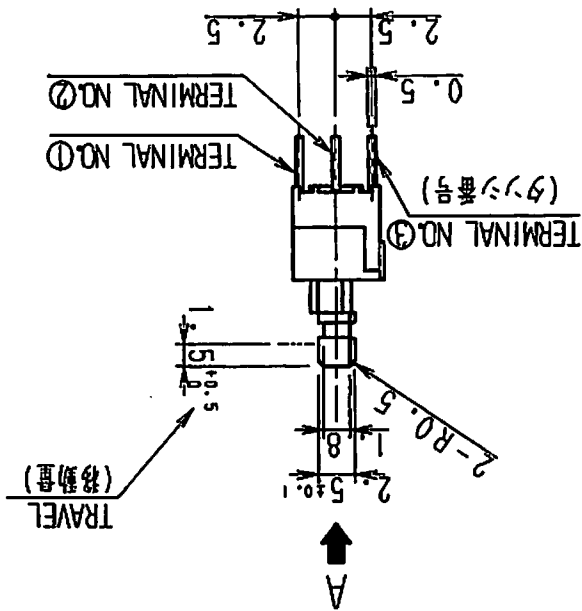 A
2.5±0.1
1.8
2-R0.5
TRAVEL
(移動量)
1.5 +0.5 0
TERMINAL NO.③
(タンシ番号)
TERMINAL NO.①
TERMINAL NO.②
0.5
2.5
2.5